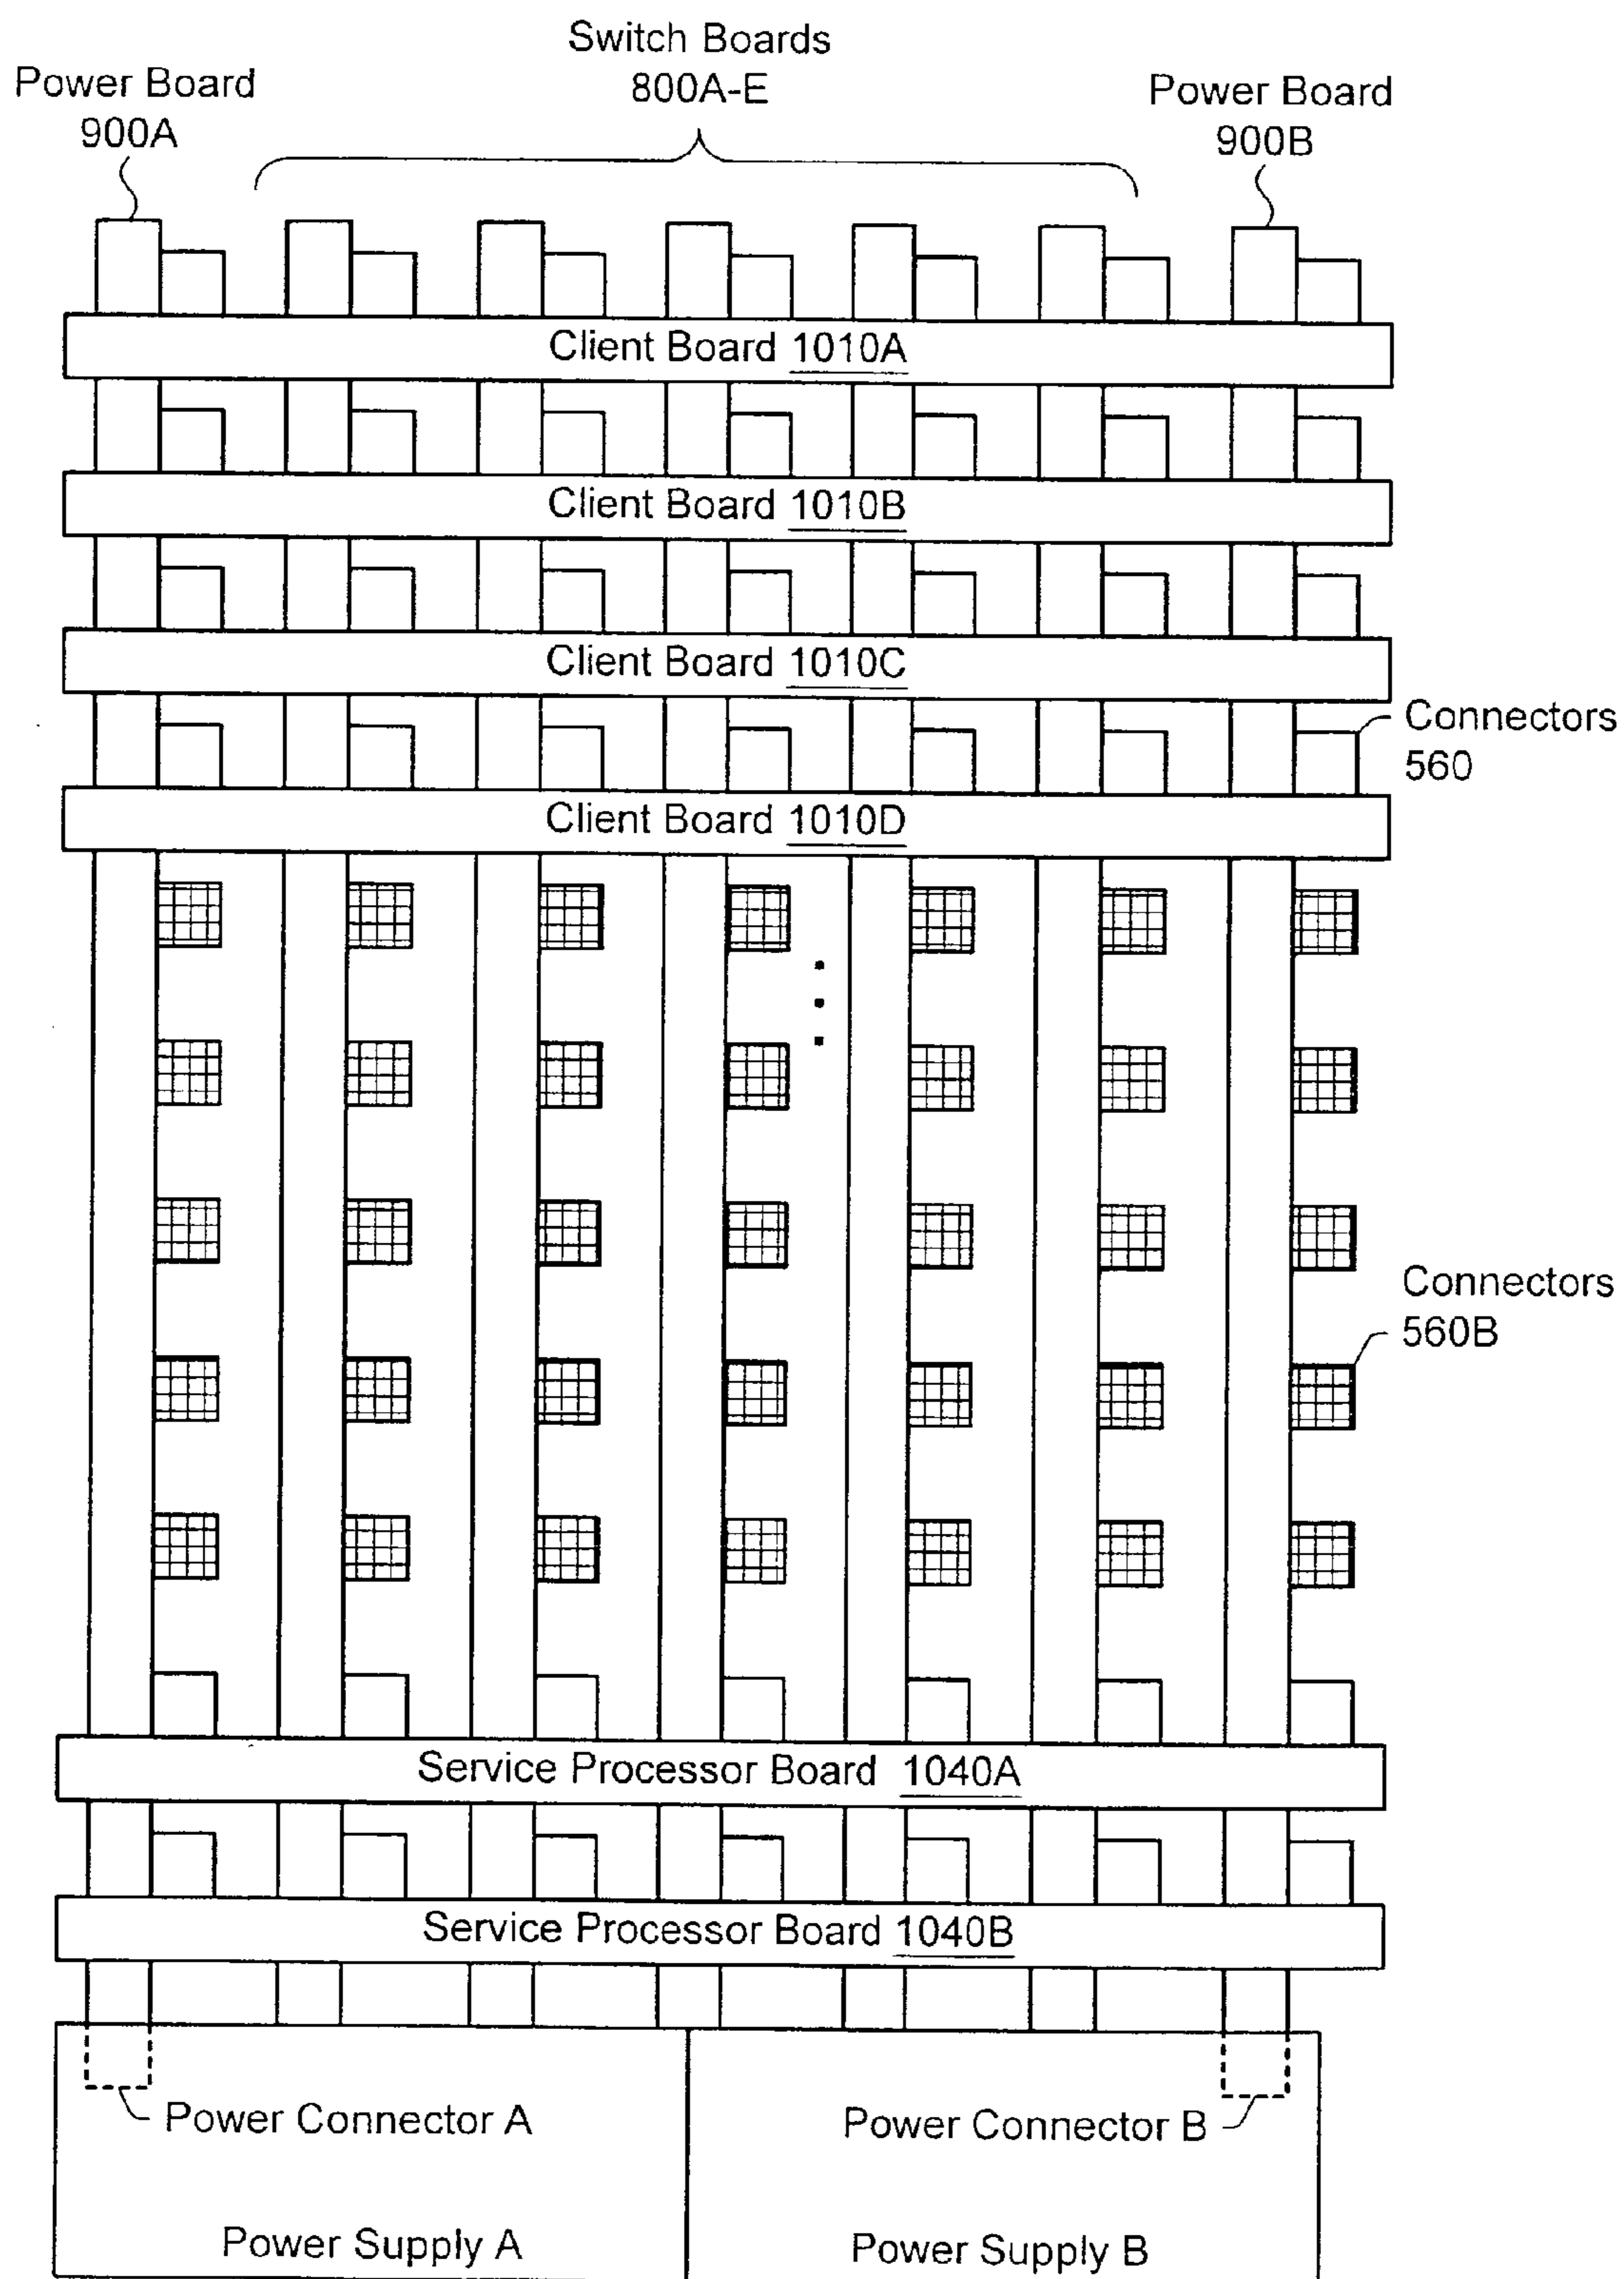 Switch Boards
800A-E
Power Board
900A
Power Board
900B
Client Board 1010A
Client Board 1010B
Client Board 1010C
Connectors
560
Client Board 1010D
Connectors
560B
Service Processor Board 1040A
Service Processor Board 1040B
Power Connector A
Power Connector B
Power Supply A
Power Supply B